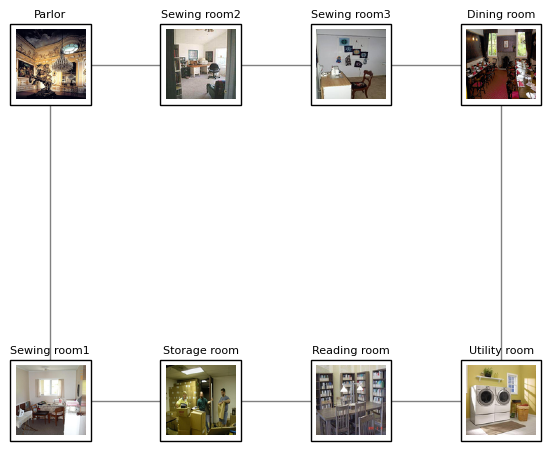 Parlor
Sewing room2
Sewing room3
Dining room
Sewing room1
Storage room
Reading room
Utility room